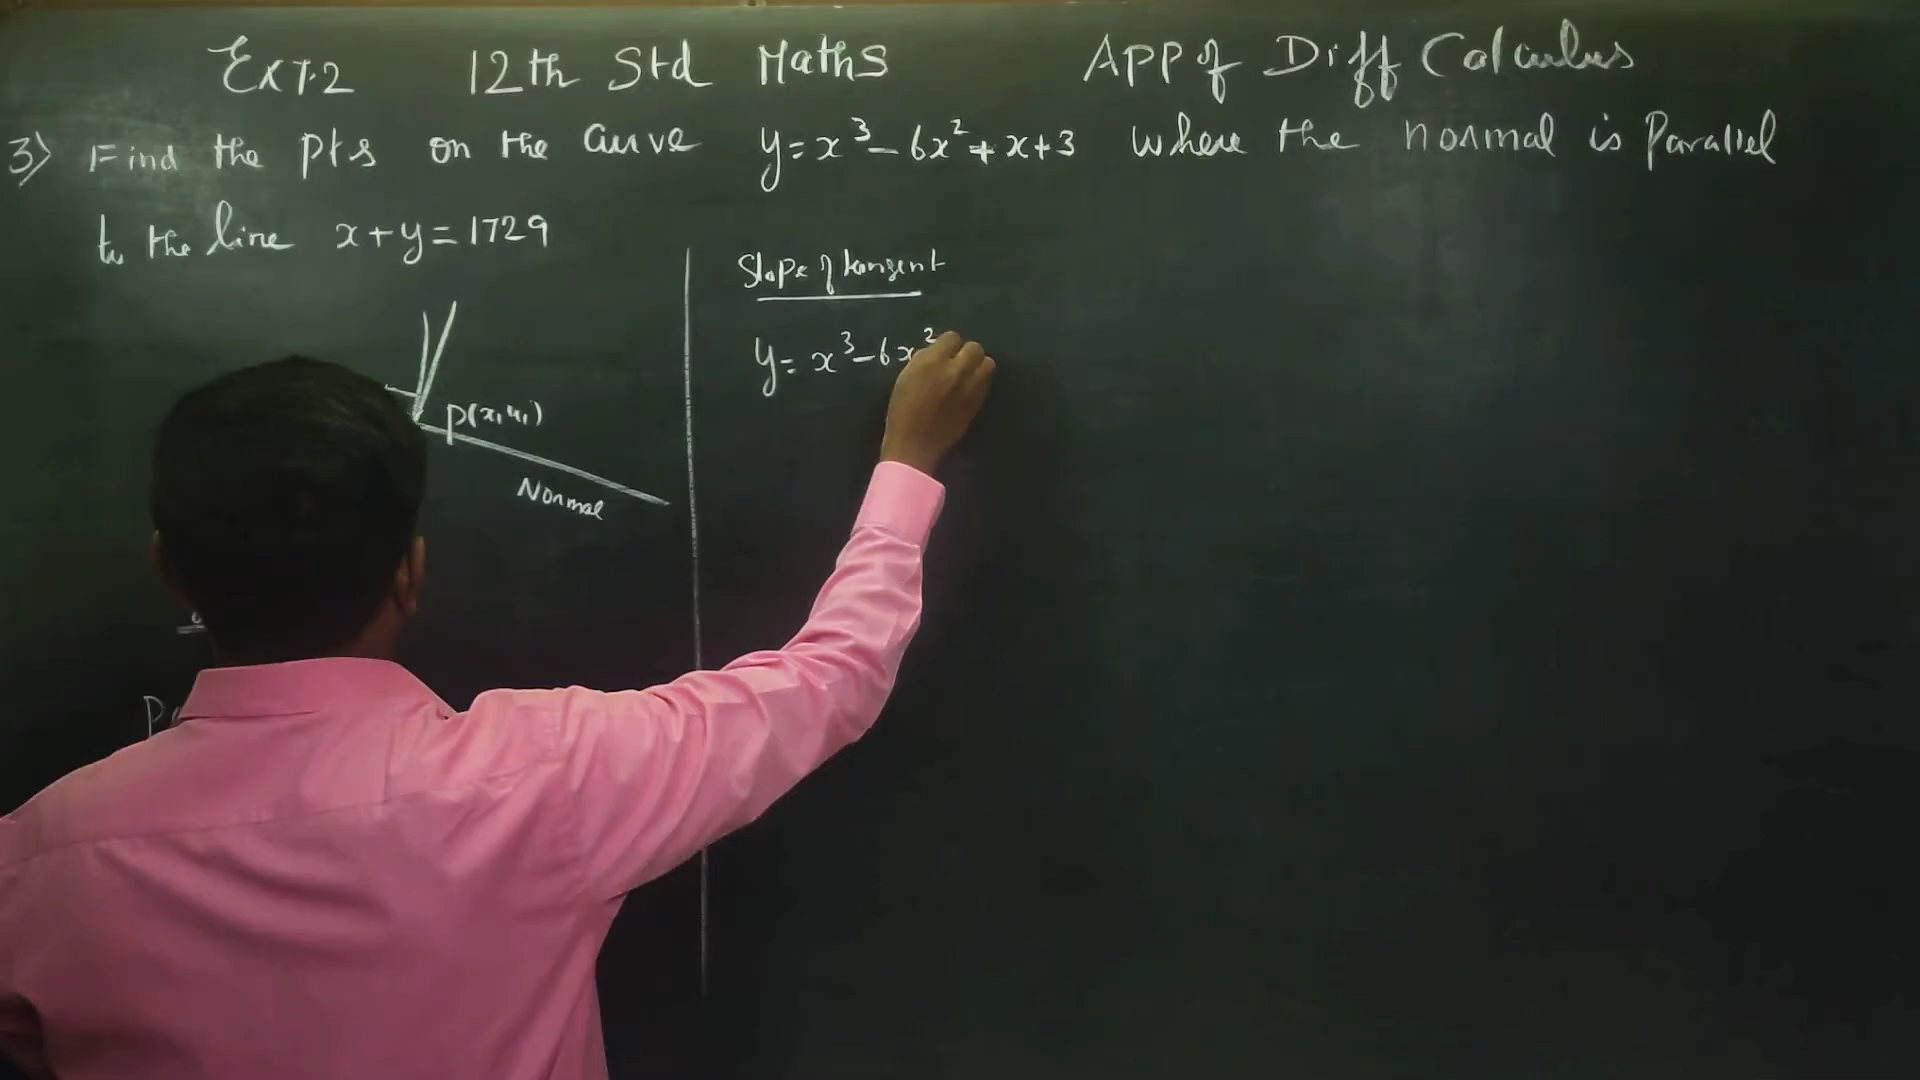 Ex 7.2 12th Std Maths App of Diff Calculus
3) Find the pts on the curve y = x³ - 6x² + x + 3 where the normal is Parallel
to the line x + y = 1729
Slope of tangent
y = x³ - 6x²
P(x₁, y₁)
Normal